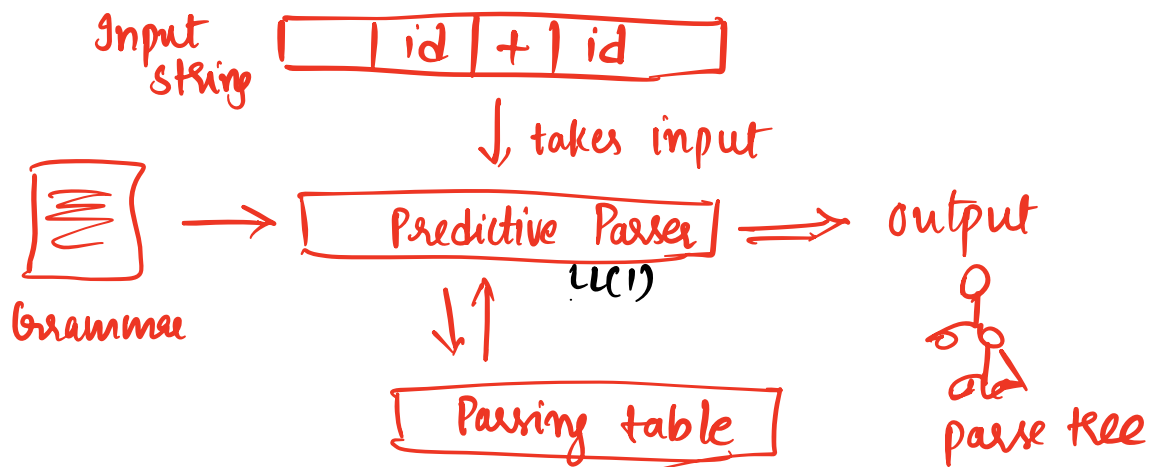 Input
string
id + id
takes input
Predictive Parser
LL(1)
output
Grammar
Parsing table
parse tree